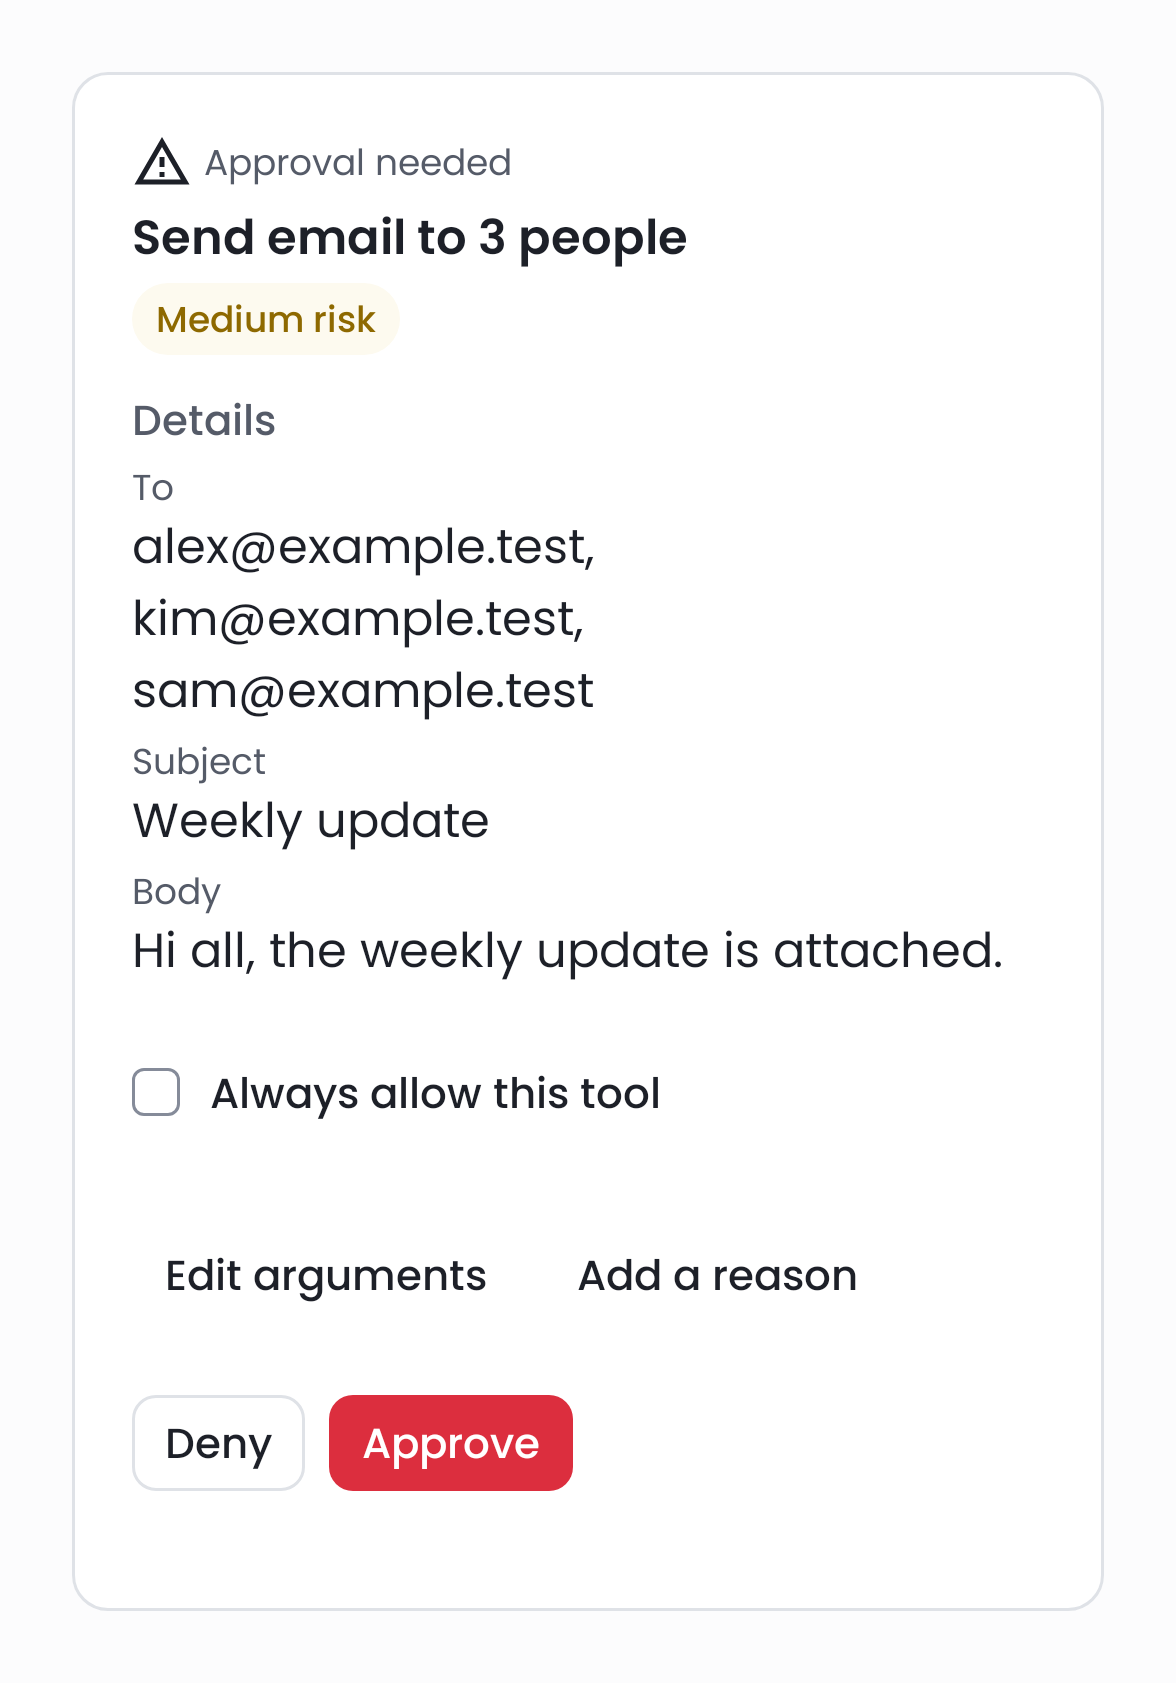 Approval needed
Send email to 3 people
Medium risk
Details
To
alex@example.test,
kim@example.test,
sam@example.test
Subject
Weekly update
Body
Hi all, the weekly update is attached.
Always allow this tool
Edit arguments
Add a reason
Deny
Approve